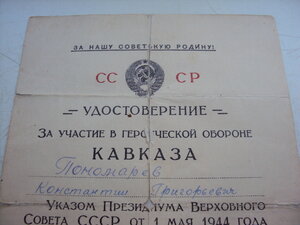 ЗА НАШУ СОВЕТСКУЮ РОДИНУ!
СС СР
УДОСТОВЕРЕНИЕ
ЗА УЧАСТИЕ В ГЕРОИЧЕСКОЙ ОБОРОНЕ
КАВКАЗА
Пономарев
Константин Григорьевич
УКАЗОМ ПРЕЗИДИУМА ВЕРХОВНОГО
СОВЕТА СССР ОТ 1 МАЯ 1944 ГОДА